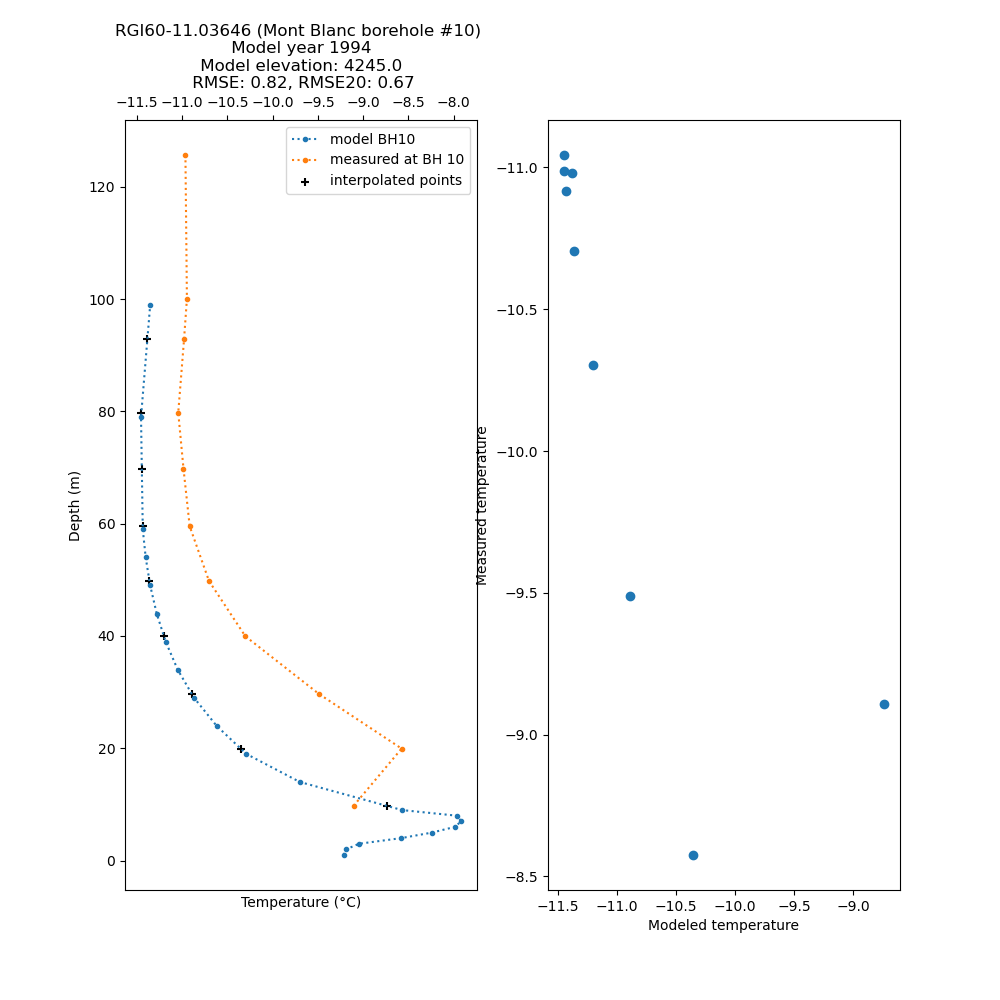 RGI60-11.03646 (Mont Blanc borehole #10)
Model year 1994
Model elevation: 4245.0
RMSE: 0.82, RMSE20: 0.67
−11.5 −11.0 −10.5 −10.0 −9.5 −9.0 −8.5 −8.0
model BH10
measured at BH 10
interpolated points
120
100
80
60
40
20
0
Depth (m)
Temperature (°C)
−11.0
−10.5
−10.0
−9.5
−9.0
−8.5
Measured temperature
−11.5 −11.0 −10.5 −10.0 −9.5 −9.0
Modeled temperature